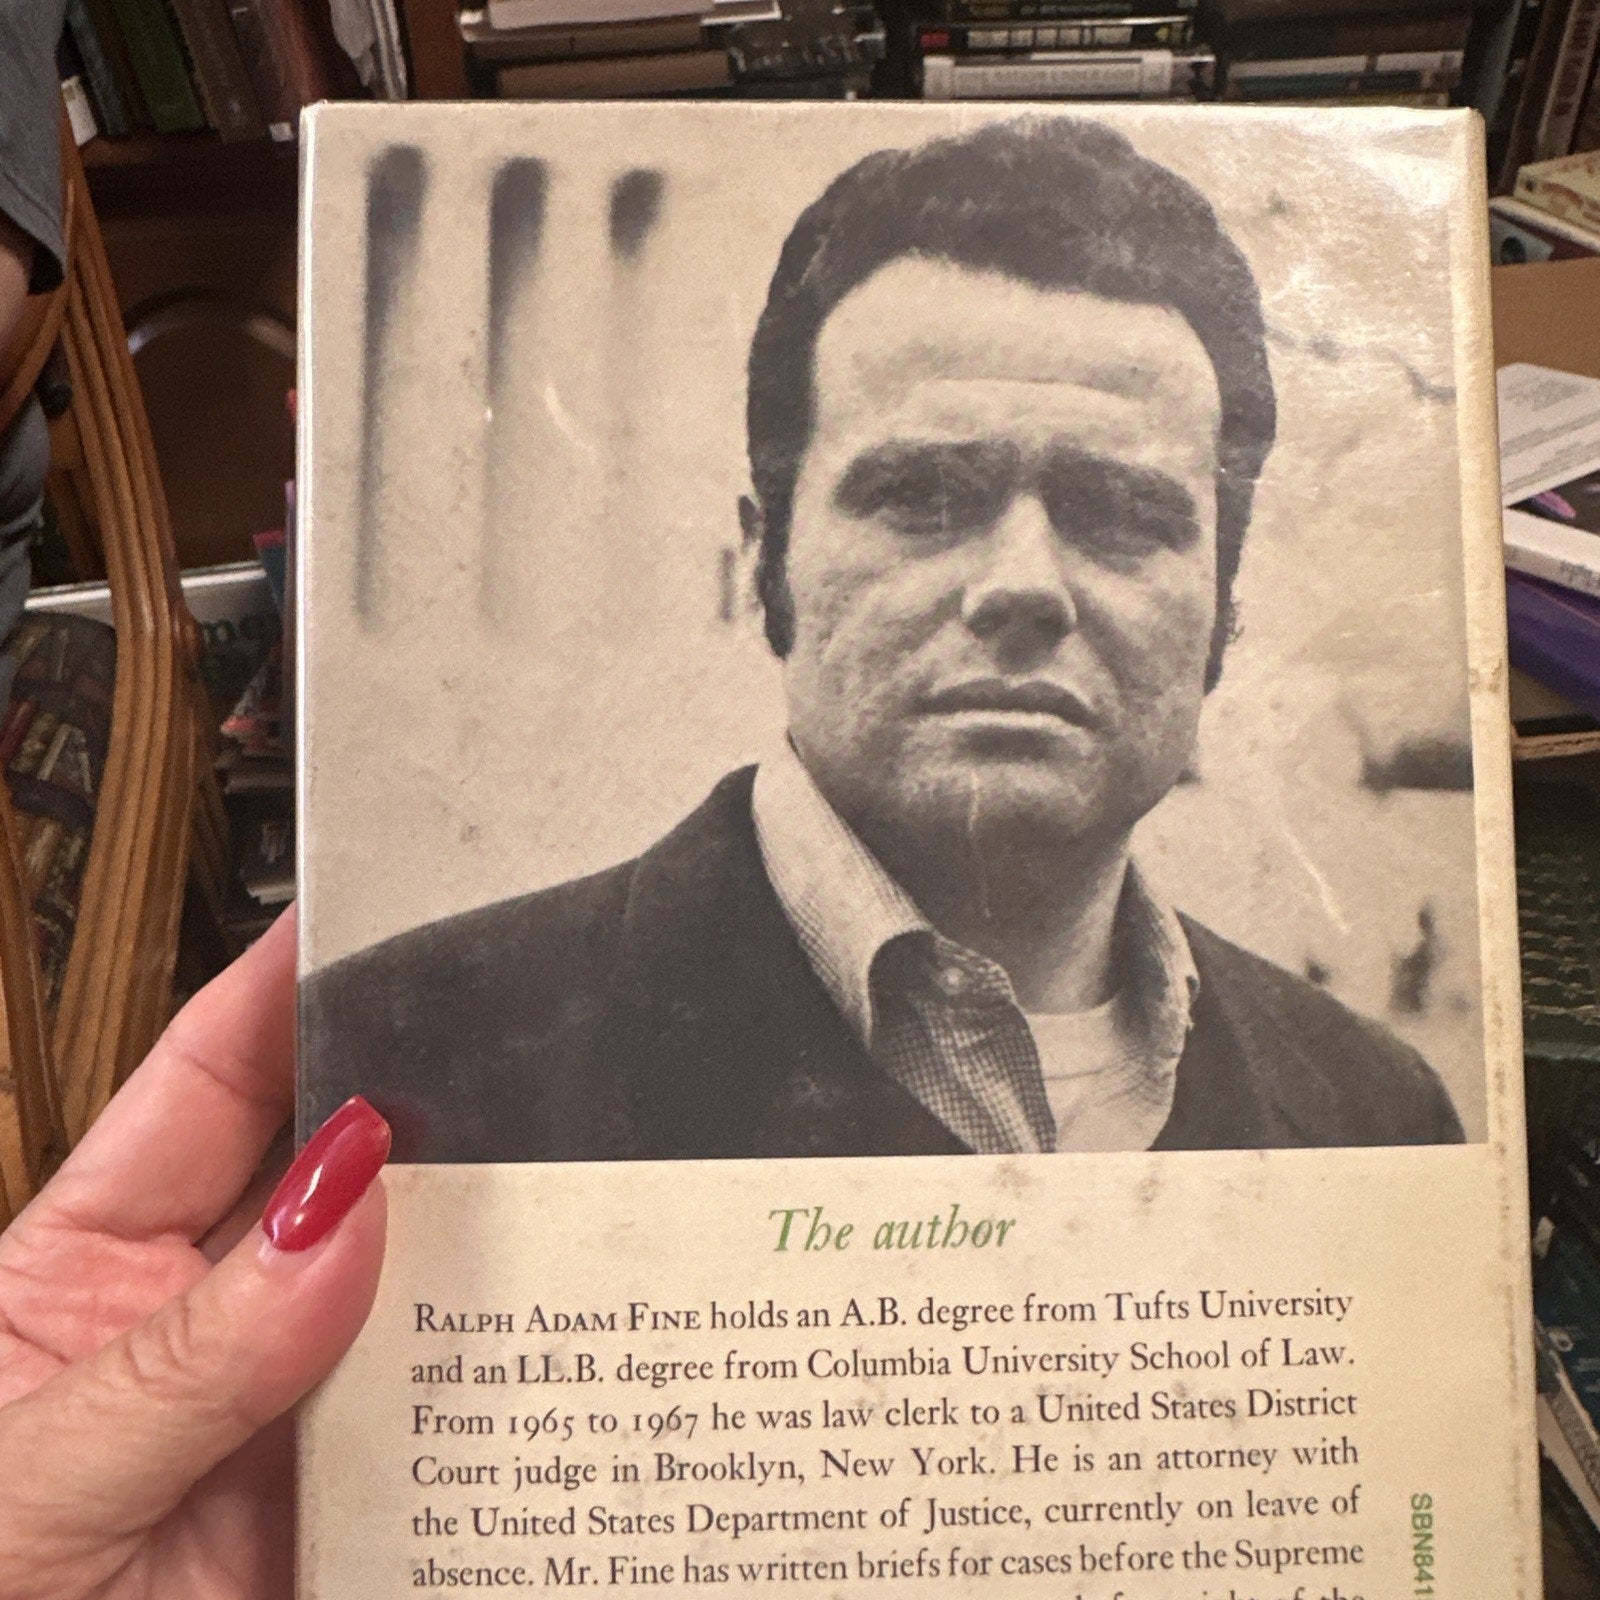 The author
RALPH ADAM FINE holds an A.B. degree from Tufts University
and an LL.B. degree from Columbia University School of Law.
From 1965 to 1967 he was law clerk to a United States District
Court judge in Brooklyn, New York. He is an attorney with
the United States Department of Justice, currently on leave of
absence. Mr. Fine has written briefs for cases before the Supreme
of the
SBN841